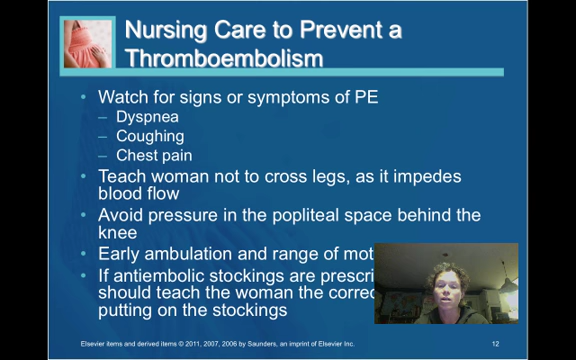 Nursing Care to Prevent a
Thromboembolism
• Watch for signs or symptoms of PE
– Dyspnea
– Coughing
– Chest pain
• Teach woman not to cross legs, as it impedes
blood flow
• Avoid pressure in the popliteal space behind the
knee
• Early ambulation and range of mot
• If antiembolic stockings are prescri
should teach the woman the correc
putting on the stockings
Elsevier items and derived items © 2011, 2007, 2006 by Saunders, an imprint of Elsevier Inc.
12